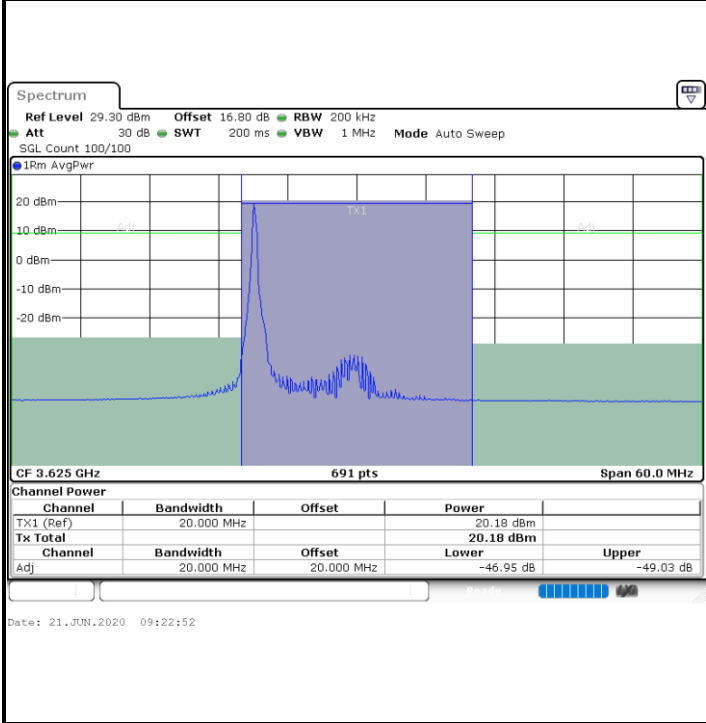 Spectrum
Ref Level 29.30 dBm Offset 16.80 dB RBW 200 kHz
Att 30 dB SWT 200 ms VBW 1 MHz Mode Auto Sweep
SGL Count 100/100
1Rm AvgPwr
TX1
20 dBm
Adj Adj
10 dBm
0 dBm
-10 dBm
-20 dBm
CF 3.625 GHz 691 pts Span 60.0 MHz
Channel Power
Channel Bandwidth Offset Power
TX1 (Ref) 20.000 MHz 20.18 dBm
Tx Total 20.18 dBm
Channel Bandwidth Offset Lower Upper
Adj 20.000 MHz 20.000 MHz -46.95 dB -49.03 dB
Ready
Date: 21.JUN.2020 09:22:52